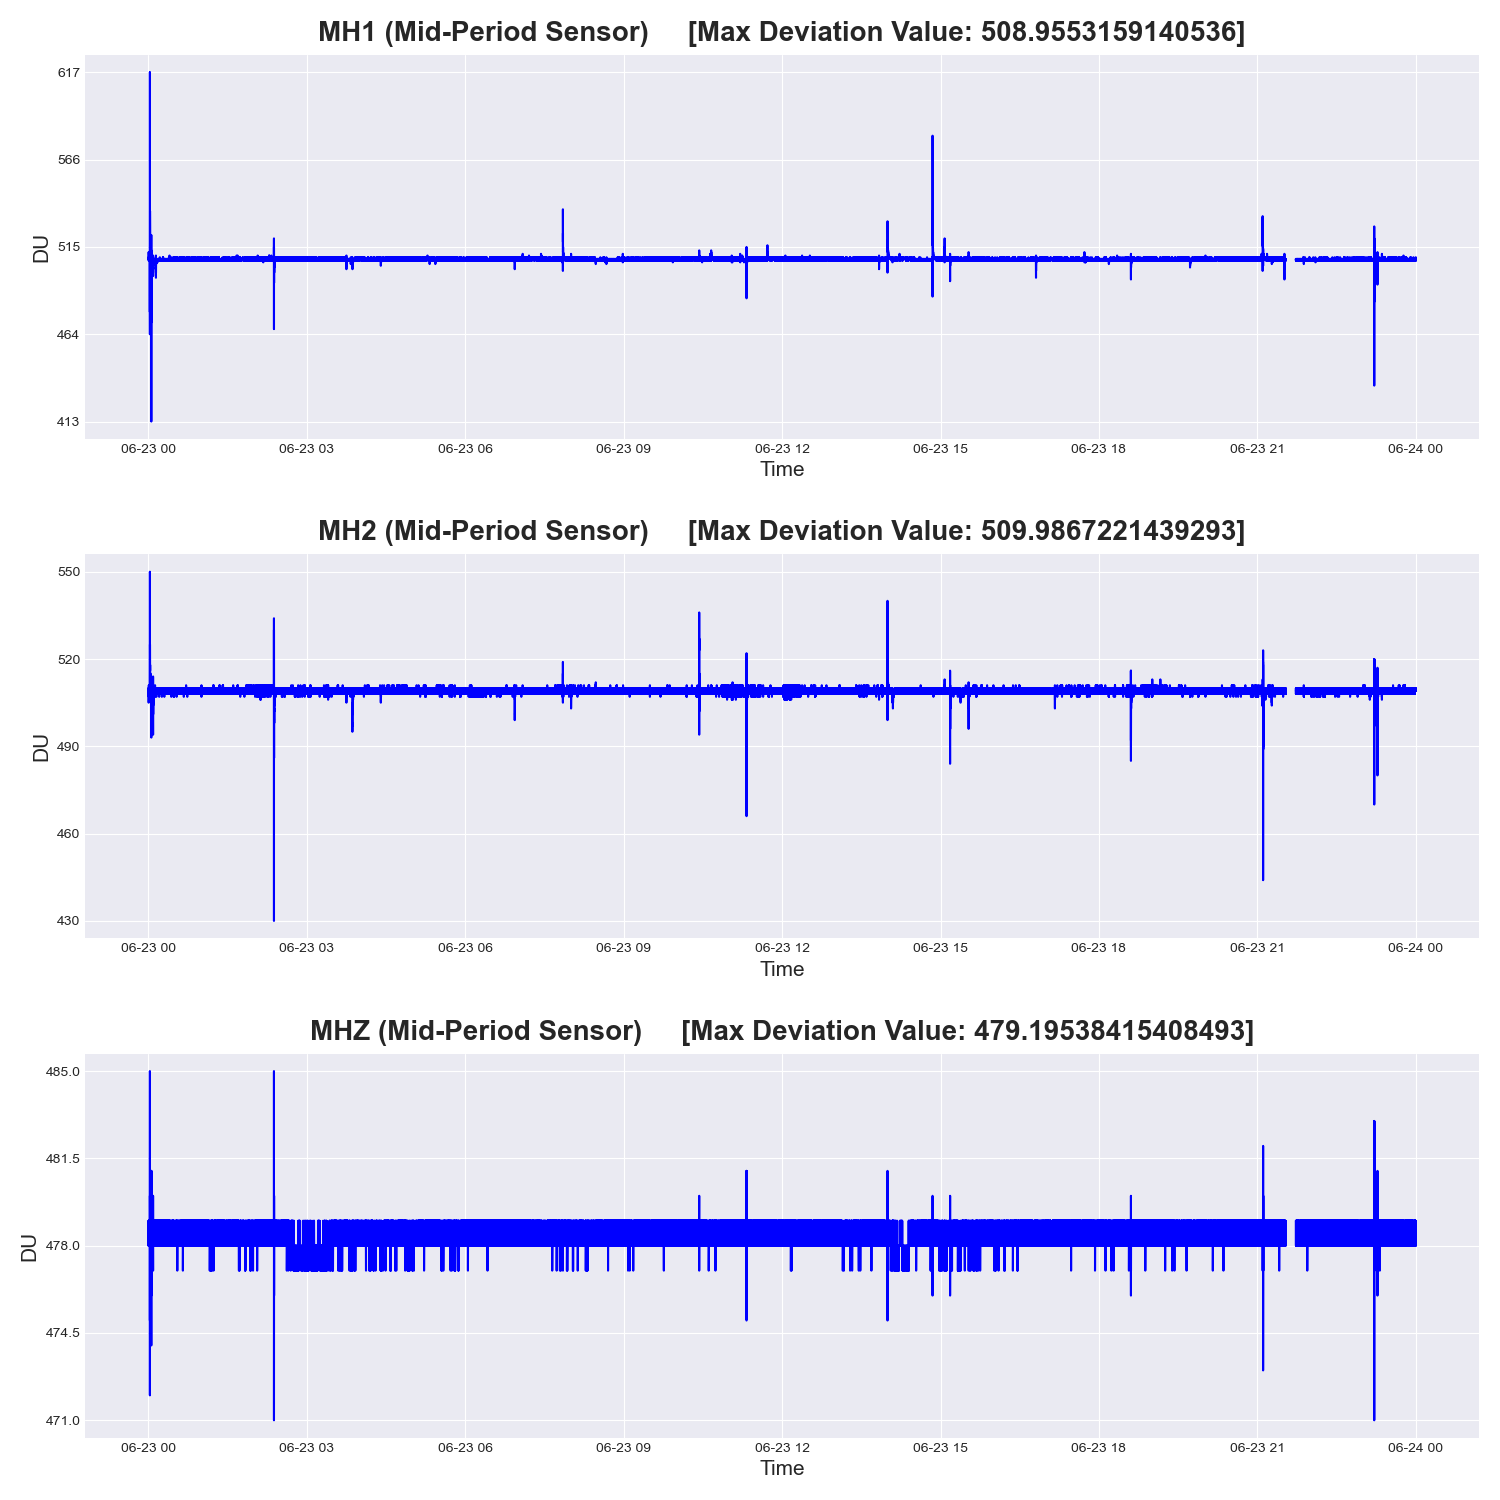 MH1 (Mid-Period Sensor) [Max Deviation Value: 508.9553159140536]
617
566
515
464
413
DU
06-23 00 06-23 03 06-23 06 06-23 09 06-23 12 06-23 15 06-23 18 06-23 21 06-24 00
Time
MH2 (Mid-Period Sensor) [Max Deviation Value: 509.9867221439293]
550
520
490
460
430
DU
06-23 00 06-23 03 06-23 06 06-23 09 06-23 12 06-23 15 06-23 18 06-23 21 06-24 00
Time
MHZ (Mid-Period Sensor) [Max Deviation Value: 479.19538415408493]
485.0
481.5
478.0
474.5
471.0
DU
06-23 00 06-23 03 06-23 06 06-23 09 06-23 12 06-23 15 06-23 18 06-23 21 06-24 00
Time